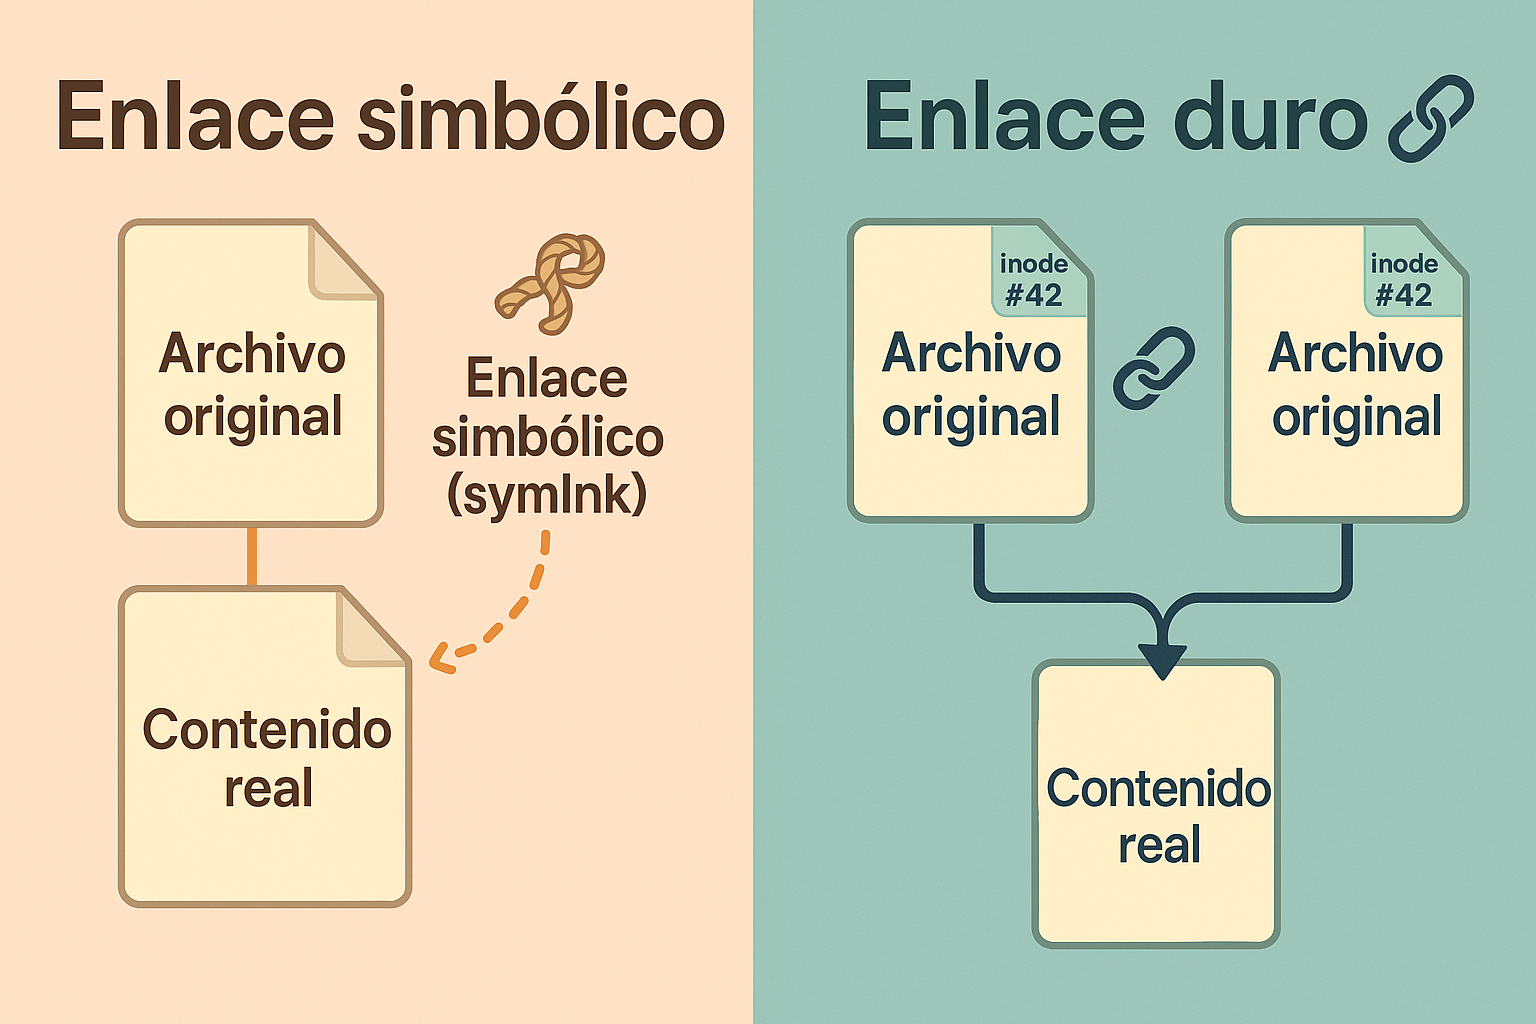 Enlace simbólico
Archivo
original
Enlace
simbólico
(symlnk)
Contenido
real
Enlace duro
inode
#42
Archivo
original
inode
#42
Archivo
original
Contenido
real